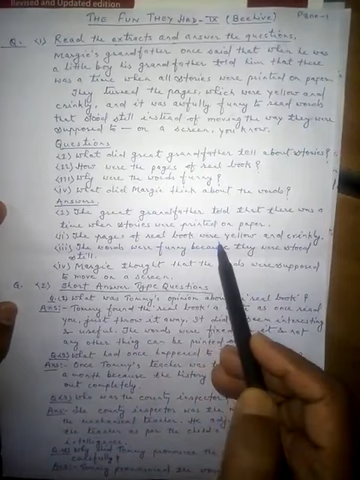 Revised and Updated edition
THE FUN THEY HAD - IX (Beehive) Page-1
Q. (1) Read the extracts and answer the questions.
Margie's grandfather once said that when he was
a little boy his grandfather told him that there
was a time when all stories were printed on paper.
They turned the pages, which were yellow and
crinkly, and it was awfully funny to read words
that stood still instead of moving the way they were
supposed to — on a screen, you know.
Questions
(i) What did great grandfather tell about stories?
(ii) How were the pages of real book?
(iii) Why were the words funny?
(iv) What did Margie think about the words?
Answers
(i) The great grandfather told that there was a
time when stories were printed on paper.
(ii) The pages of real book were yellow and crinkly.
(iii) The words were funny because they were stood
still.
(iv) Margie thought that the words were supposed
to move on a screen.
Q. (2) Short Answer Type Questions
Q.(1) What was Tommy's opinion about 'real book'?
Ans: Tommy found the 'real book' a once read
you, just throw it away. It interesting
& useful. The words were fixed it is not
any other thing can be printed
Q(2) What had once happened to
Ans: Once Tommy's teacher was
a month because the history
out completely.
Q(3) Who was the county inspector?
Ans: The county inspector was the
the mechanical teacher. He
the teacher as per the child's
intelligence.
Q(4) Why did Tommy pronounce the
carefully?
Ans: Tommy pronounced the